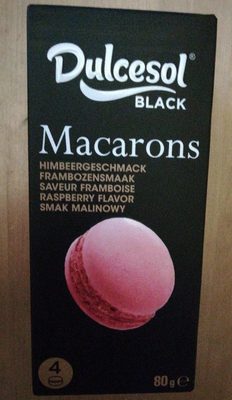 Dulcesol®
BLACK
Macarons
HIMBEERGESCHMACK
FRAMBOZENSMAAK
SAVEUR FRAMBOISE
RASPBERRY FLAVOR
SMAK MALINOWY
4
80g ℮